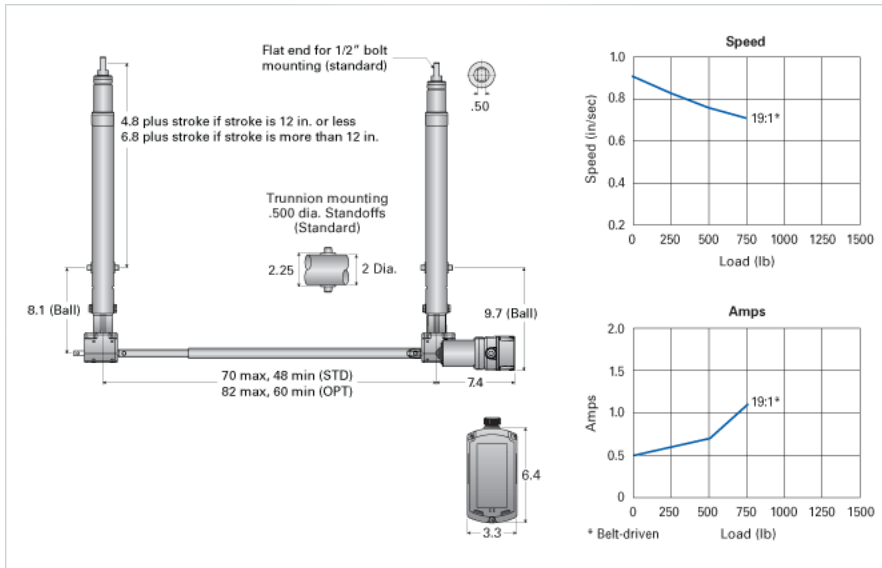 Flat end for 1/2" bolt
mounting (standard)
.50
4.8 plus stroke if stroke is 12 in. or less
6.8 plus stroke if stroke is more than 12 in.
Trunnion mounting
.500 dia. Standoffs
(Standard)
2.25
2 Dia.
8.1 (Ball)
9.7 (Ball)
70 max, 48 min (STD)
82 max, 60 min (OPT)
7.4
6.4
3.3
Speed
Speed (in/sec)
1.0
0.8
0.6
0.4
0.2
19:1*
0 250 500 750 1000 1250 1500
Load (lb)
Amps
Amps
2.0
1.5
1.0
0.5
0
19:1*
0 250 500 750 1000 1250 1500
* Belt-driven
Load (lb)